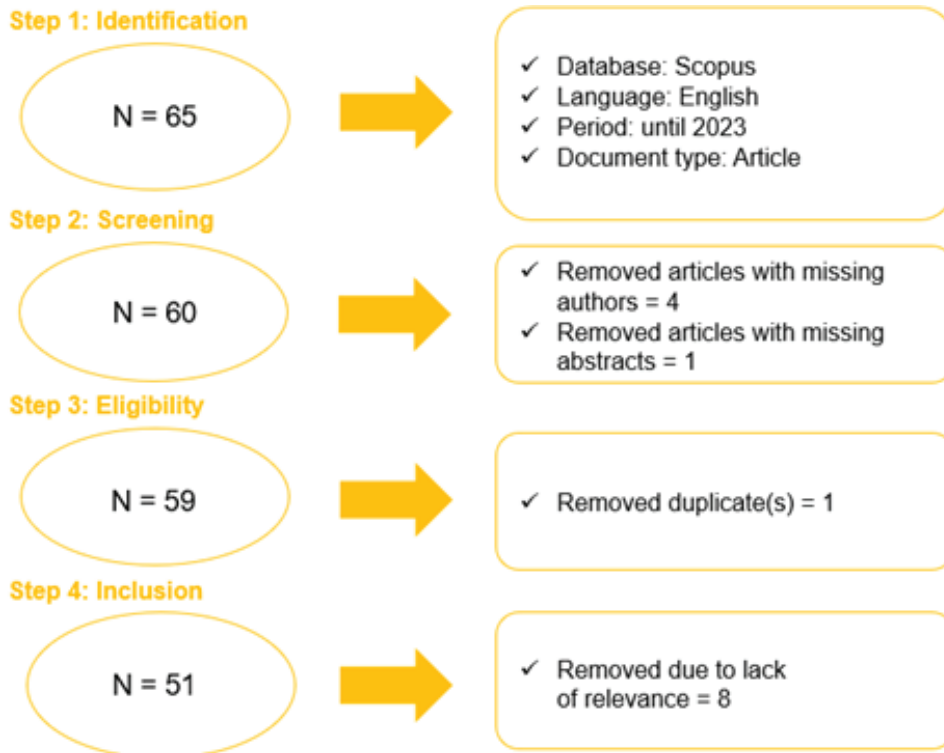 Step 1: Identification
N = 65
✓ Database: Scopus
✓ Language: English
✓ Period: until 2023
✓ Document type: Article
Step 2: Screening
N = 60
✓ Removed articles with missing
authors = 4
✓ Removed articles with missing
abstracts = 1
Step 3: Eligibility
N = 59
✓ Removed duplicate(s) = 1
Step 4: Inclusion
N = 51
✓ Removed due to lack
of relevance = 8